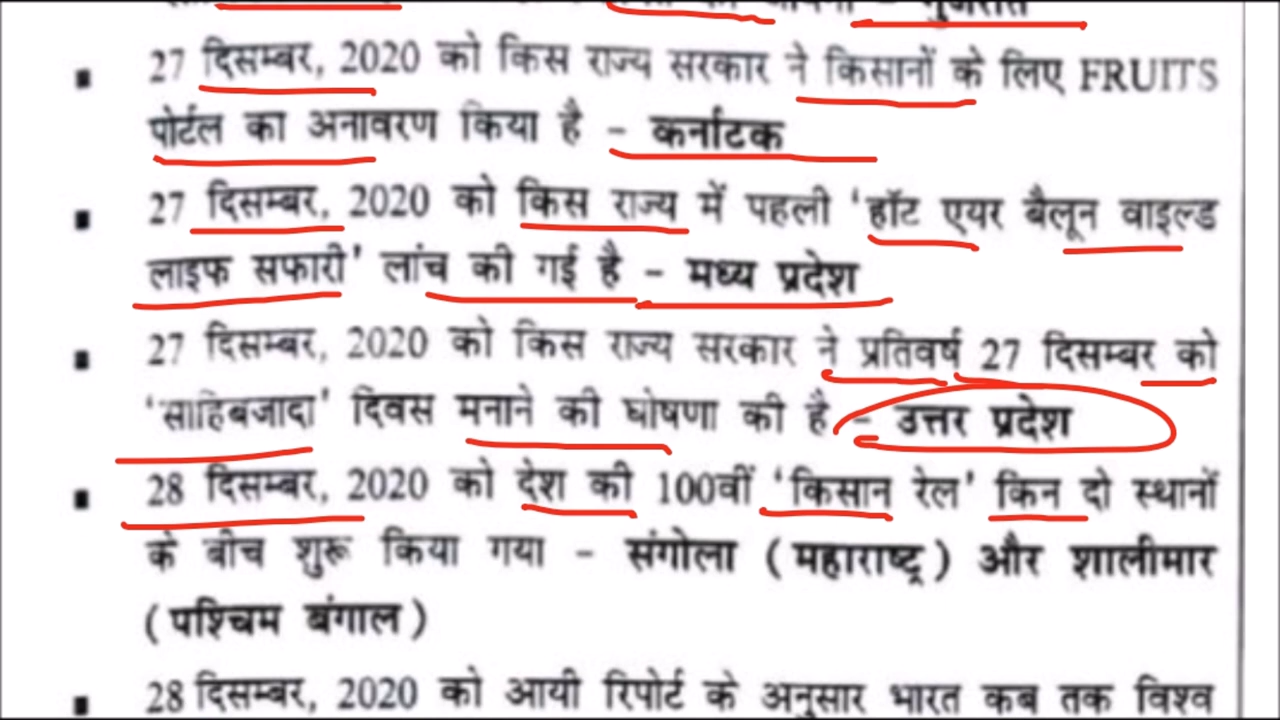 – गुजरात
▪ 27 दिसम्बर, 2020 को किस राज्य सरकार ने किसानों के लिए FRUITS
पोर्टल का अनावरण किया है – कर्नाटक
▪ 27 दिसम्बर, 2020 को किस राज्य में पहली 'हॉट एयर बैलून वाइल्ड
लाइफ सफारी' लांच की गई है – मध्य प्रदेश
▪ 27 दिसम्बर, 2020 को किस राज्य सरकार ने प्रतिवर्ष 27 दिसम्बर को
'साहिबजादा' दिवस मनाने की घोषणा की है – उत्तर प्रदेश
▪ 28 दिसम्बर, 2020 को देश की 100वीं 'किसान रेल' किन दो स्थानों
के बीच शुरू किया गया – संगोला (महाराष्ट्र) और शालीमार
(पश्चिम बंगाल)
▪ 28 दिसम्बर, 2020 को आयी रिपोर्ट के अनुसार भारत कब तक विश्व